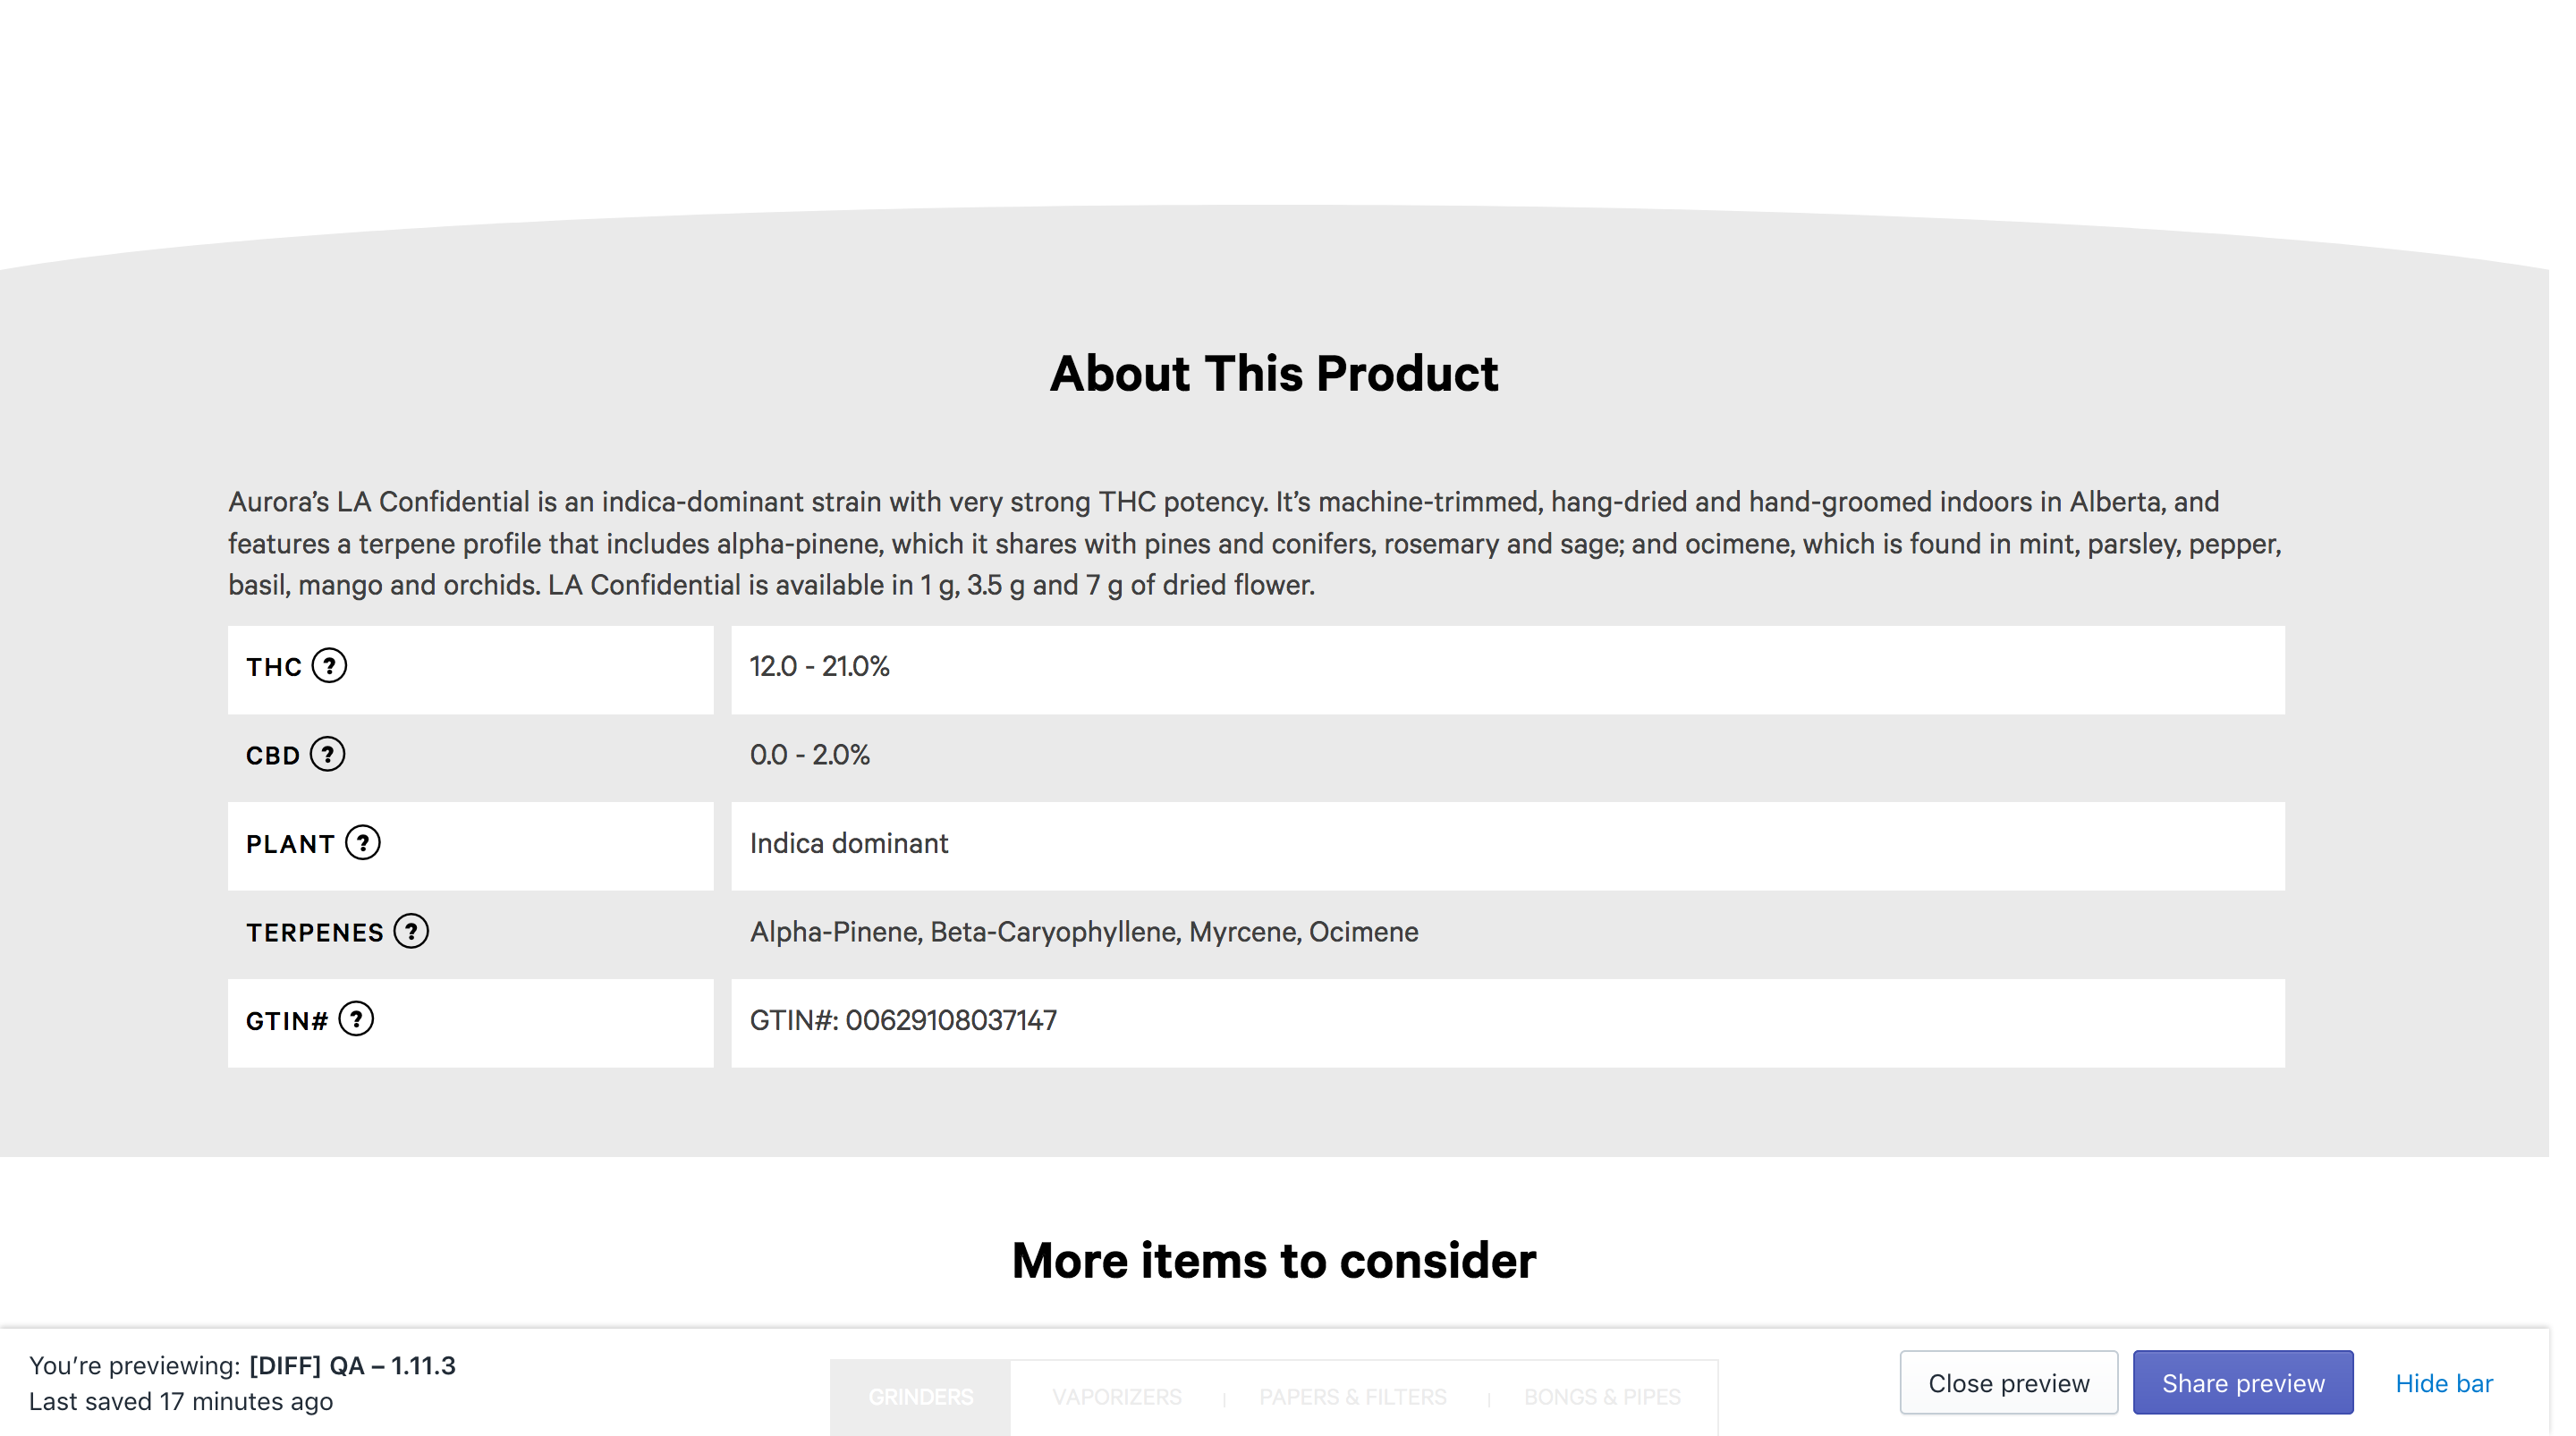 About This Product
Aurora’s LA Confidential is an indica-dominant strain with very strong THC potency. It’s machine-trimmed, hang-dried and hand-groomed indoors in Alberta, and
features a terpene profile that includes alpha-pinene, which it shares with pines and conifers, rosemary and sage; and ocimene, which is found in mint, parsley, pepper,
basil, mango and orchids. LA Confidential is available in 1 g, 3.5 g and 7 g of dried flower.
THC ? 12.0 - 21.0%
CBD ? 0.0 - 2.0%
PLANT ? Indica dominant
TERPENES ? Alpha-Pinene, Beta-Caryophyllene, Myrcene, Ocimene
GTIN# ? GTIN#: 00629108037147
More items to consider
You’re previewing: [DIFF] QA – 1.11.3
Last saved 17 minutes ago
GRINDERS VAPORIZERS | PAPERS & FILTERS | BONGS & PIPES
Close preview Share preview Hide bar